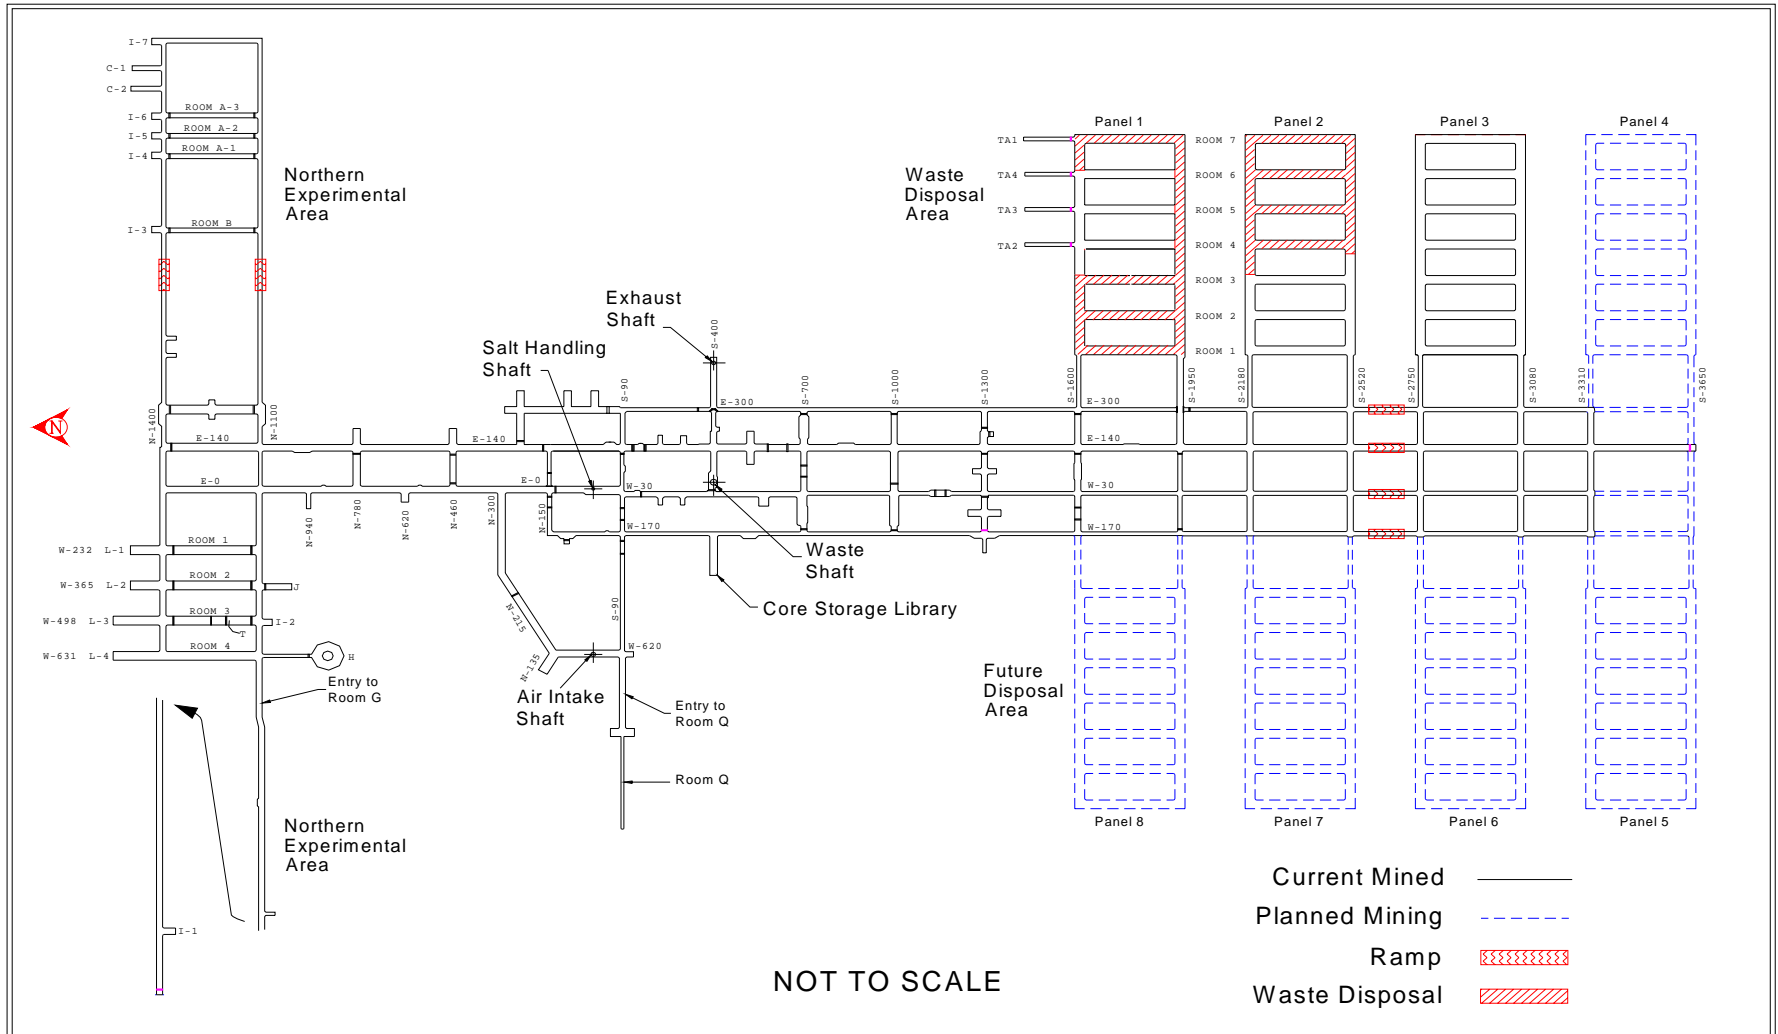 I-7
C-1
C-2
ROOM A-3
I-6
ROOM A-2
I-5
ROOM A-1
I-4
ROOM B
I-3
Northern
Experimental
Area
N
N-1400
N-1100
E-140
E-140
E-0
E-0
N-940
N-780
N-620
N-460
N-300
N-150
ROOM 1
W-232 L-1
ROOM 2
W-365 L-2
J
ROOM 3
W-498 L-3
I-2
T
ROOM 4
W-631 L-4
H
Entry to
Room G
Northern
Experimental
Area
I-1
Exhaust
Shaft
Salt Handling
Shaft
S-90
S-400
E-300
S-700
S-1000
S-1300
W-30
W-170
Waste
Shaft
Core Storage Library
S-90
N-215
N-135
W-620
Air Intake
Shaft
Entry to
Room Q
Room Q
Waste
Disposal
Area
TA1
TA4
TA3
TA2
Panel 1
Panel 2
Panel 3
Panel 4
ROOM 7
ROOM 6
ROOM 5
ROOM 4
ROOM 3
ROOM 2
ROOM 1
S-1600
S-1950
S-2180
S-2520
S-2750
S-3080
S-3310
S-3650
E-300
E-140
W-30
W-170
Future
Disposal
Area
Panel 8
Panel 7
Panel 6
Panel 5
Current Mined
Planned Mining
Ramp
Waste Disposal
NOT TO SCALE